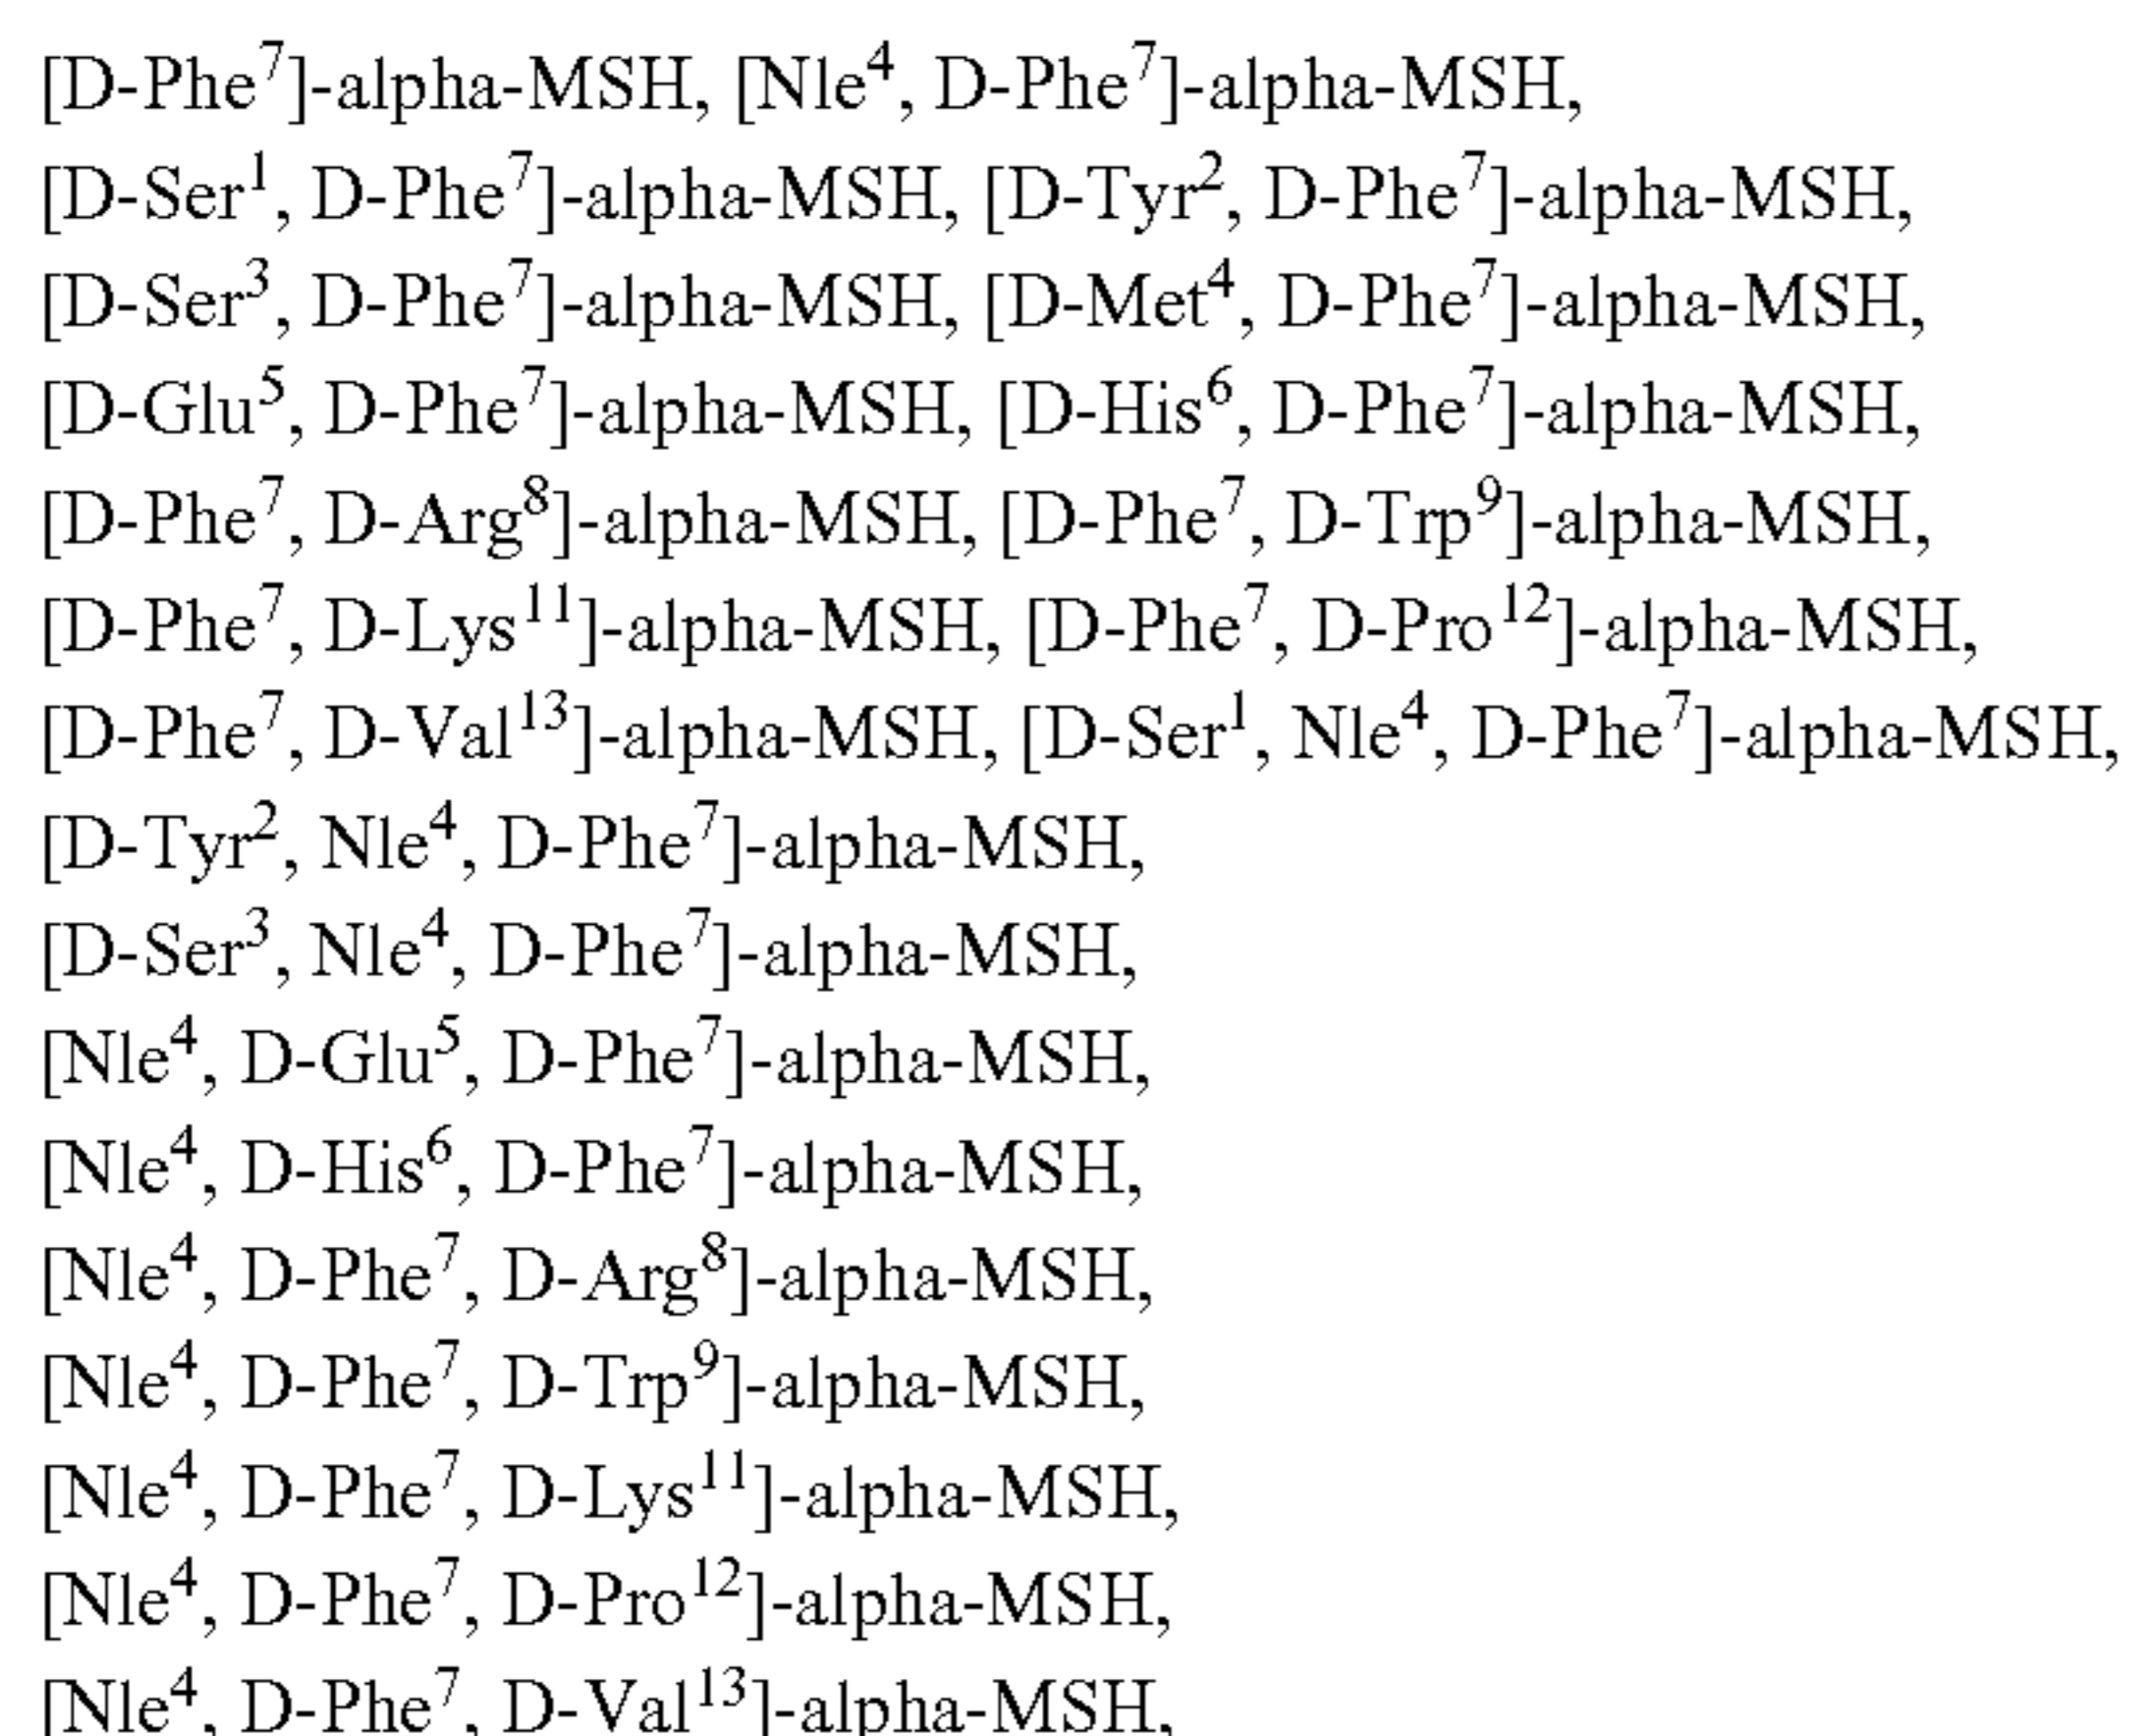 [D-Phe⁷]-alpha-MSH, [Nle⁴, D-Phe⁷]-alpha-MSH,
[D-Ser¹, D-Phe⁷]-alpha-MSH, [D-Tyr², D-Phe⁷]-alpha-MSH,
[D-Ser³, D-Phe⁷]-alpha-MSH, [D-Met⁴, D-Phe⁷]-alpha-MSH,
[D-Glu⁵, D-Phe⁷]-alpha-MSH, [D-His⁶, D-Phe⁷]-alpha-MSH,
[D-Phe⁷, D-Arg⁸]-alpha-MSH, [D-Phe⁷, D-Trp⁹]-alpha-MSH,
[D-Phe⁷, D-Lys¹¹]-alpha-MSH, [D-Phe⁷, D-Pro¹²]-alpha-MSH,
[D-Phe⁷, D-Val¹³]-alpha-MSH, [D-Ser¹, Nle⁴, D-Phe⁷]-alpha-MSH,
[D-Tyr², Nle⁴, D-Phe⁷]-alpha-MSH,
[D-Ser³, Nle⁴, D-Phe⁷]-alpha-MSH,
[Nle⁴, D-Glu⁵, D-Phe⁷]-alpha-MSH,
[Nle⁴, D-His⁶, D-Phe⁷]-alpha-MSH,
[Nle⁴, D-Phe⁷, D-Arg⁸]-alpha-MSH,
[Nle⁴, D-Phe⁷, D-Trp⁹]-alpha-MSH,
[Nle⁴, D-Phe⁷, D-Lys¹¹]-alpha-MSH,
[Nle⁴, D-Phe⁷, D-Pro¹²]-alpha-MSH,
[Nle⁴, D-Phe⁷, D-Val¹³]-alpha-MSH,